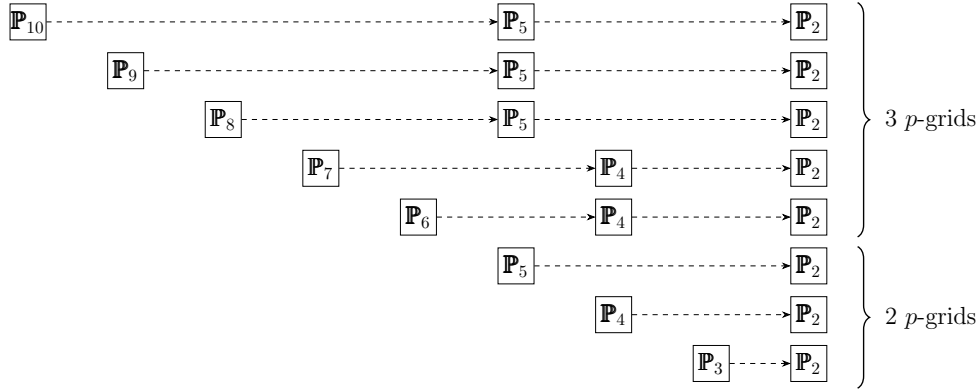 ℙ₁₀ ℙ₅ ℙ₂
ℙ₉ ℙ₅ ℙ₂
ℙ₈ ℙ₅ ℙ₂
3 p-grids
ℙ₇ ℙ₄ ℙ₂
ℙ₆ ℙ₄ ℙ₂
ℙ₅ ℙ₂
ℙ₄ ℙ₂
2 p-grids
ℙ₃ ℙ₂